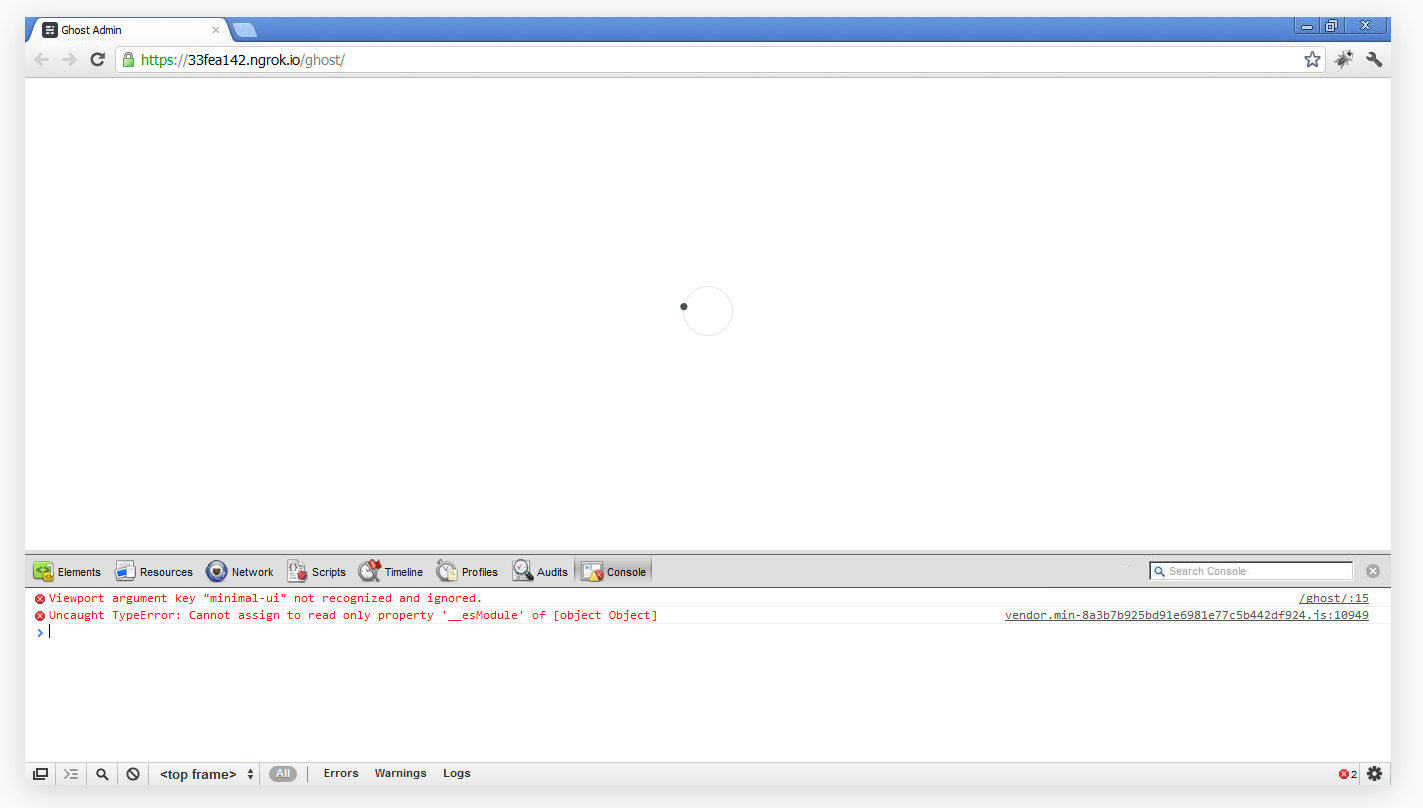 Ghost Admin
https://33fea142.ngrok.io/ghost/
Elements Resources Network Scripts Timeline Profiles Audits Console Search Console
Viewport argument key "minimal-ui" not recognized and ignored. /ghost/:15
Uncaught TypeError: Cannot assign to read only property '__esModule' of [object Object] vendor.min-8a3b7b925bd91e6981e77c5b442df924.js:10949
<top frame> All Errors Warnings Logs 2